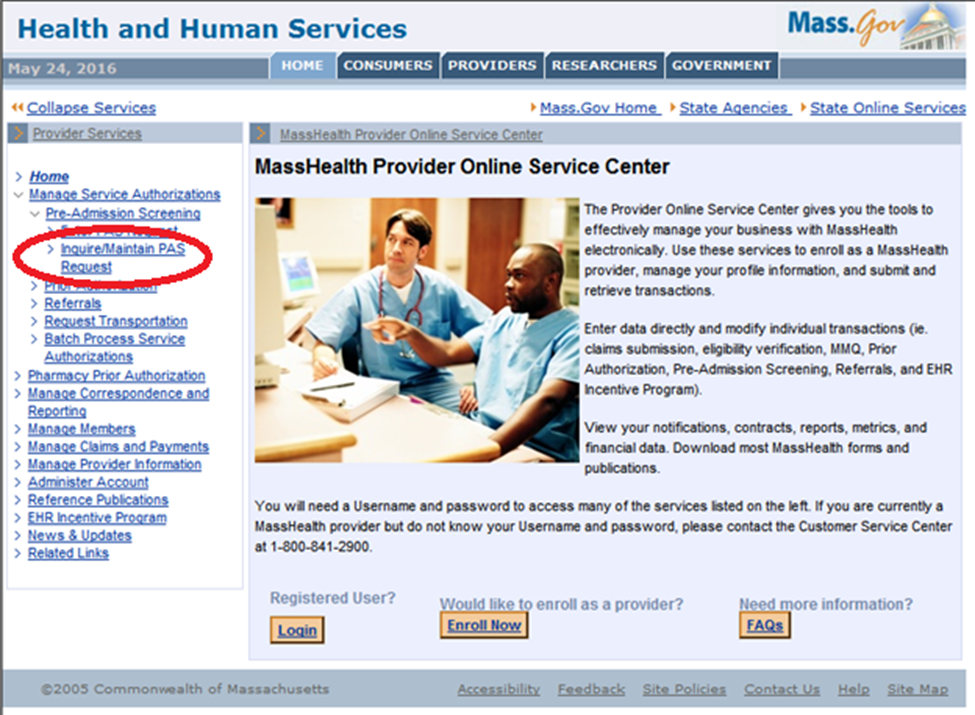 Health and Human Services
Mass.Gov
May 24, 2016
HOME CONSUMERS PROVIDERS RESEARCHERS GOVERNMENT
Collapse Services
Mass.Gov Home State Agencies State Online Services
Provider Services
Home
Manage Service Authorizations
Pre-Admission Screening
Inquire/Maintain PAS
Request
Prior Authorization
Referrals
Request Transportation
Batch Process Service
Authorizations
Pharmacy Prior Authorization
Manage Correspondence and
Reporting
Manage Members
Manage Claims and Payments
Manage Provider Information
Administer Account
Reference Publications
EHR Incentive Program
News & Updates
Related Links
MassHealth Provider Online Service Center
MassHealth Provider Online Service Center
The Provider Online Service Center gives you the tools to
effectively manage your business with MassHealth
electronically. Use these services to enroll as a MassHealth
provider, manage your profile information, and submit and
retrieve transactions.
Enter data directly and modify individual transactions (ie.
claims submission, eligibility verification, MMQ, Prior
Authorization, Pre-Admission Screening, Referrals, and EHR
Incentive Program).
View your notifications, contracts, reports, metrics, and
financial data. Download most MassHealth forms and
publications.
You will need a Username and password to access many of the services listed on the left. If you are currently a
MassHealth provider but do not know your Username and password, please contact the Customer Service Center
at 1-800-841-2900.
Registered User?
Login
Would like to enroll as a provider?
Enroll Now
Need more information?
FAQs
©2005 Commonwealth of Massachusetts
Accessibility Feedback Site Policies Contact Us Help Site Map